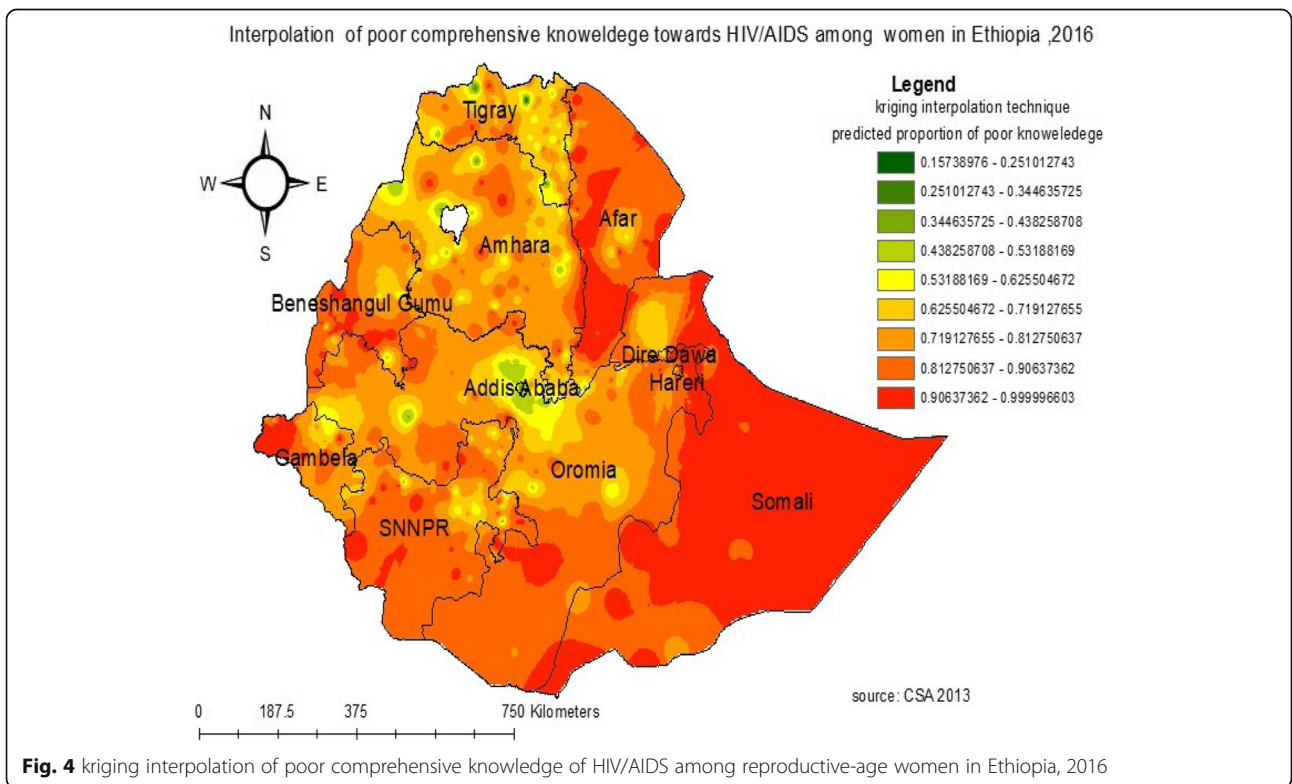 Interpolation of poor comprehensive knoweldege towards HIV/AIDS among women in Ethiopia ,2016
Legend
kriging interpolation technique
predicted proportion of poor knoweledege
0.15738976 - 0.251012743
0.251012743 - 0.344635725
0.344635725 - 0.438258708
0.438258708 - 0.53188169
0.53188169 - 0.625504672
0.625504672 - 0.719127655
0.719127655 - 0.812750637
0.812750637 - 0.90637362
0.90637362 - 0.999996603
N
W E
S
Tigray
Afar
Amhara
Beneshangul Gumu
Dire Dawa
Hareri
Addis Ababa
Gambela
Oromia
Somali
SNNPR
source: CSA 2013
0 187.5 375 750 Kilometers
Fig. 4 kriging interpolation of poor comprehensive knowledge of HIV/AIDS among reproductive-age women in Ethiopia, 2016